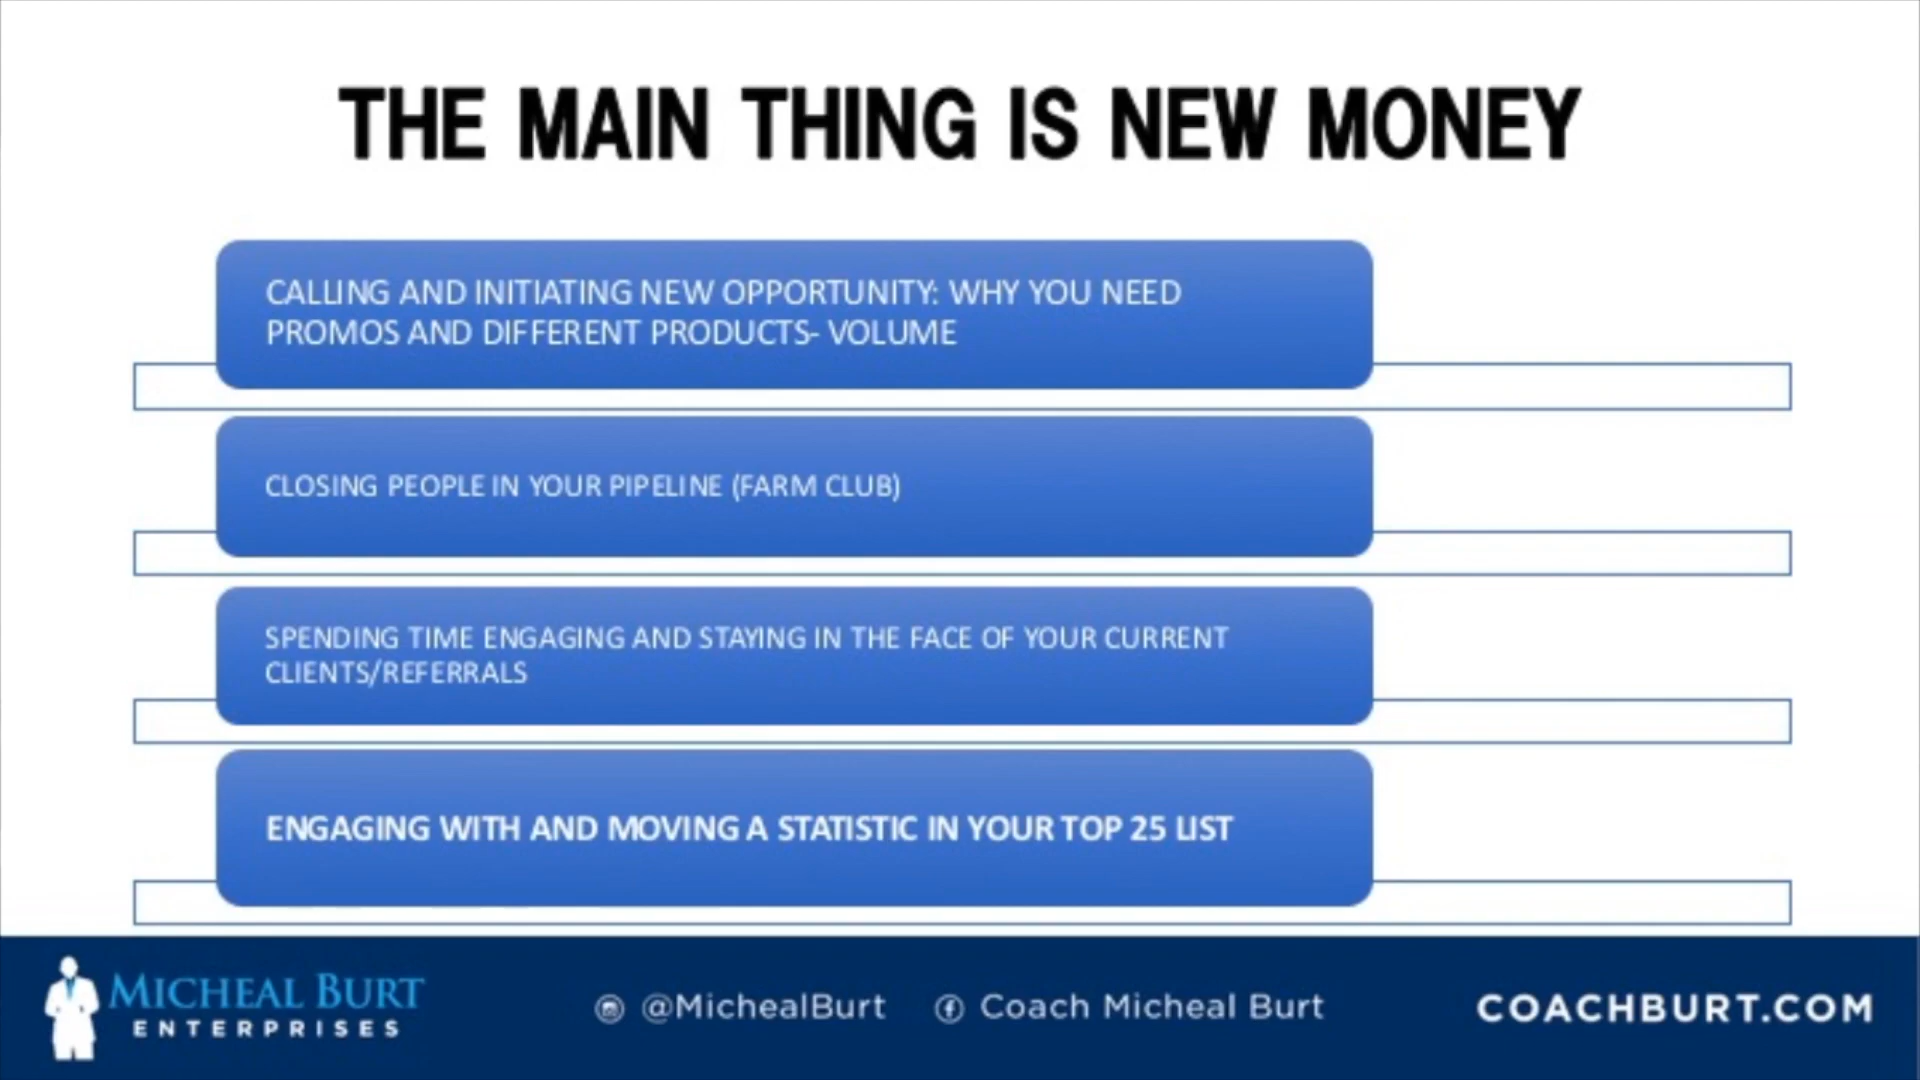 THE MAIN THING IS NEW MONEY
CALLING AND INITIATING NEW OPPORTUNITY: WHY YOU NEED
PROMOS AND DIFFERENT PRODUCTS- VOLUME
CLOSING PEOPLE IN YOUR PIPELINE (FARM CLUB)
SPENDING TIME ENGAGING AND STAYING IN THE FACE OF YOUR CURRENT
CLIENTS/REFERRALS
ENGAGING WITH AND MOVING A STATISTIC IN YOUR TOP 25 LIST
MICHEAL BURT
ENTERPRISES
@MichealBurt
Coach Micheal Burt
COACHBURT.COM